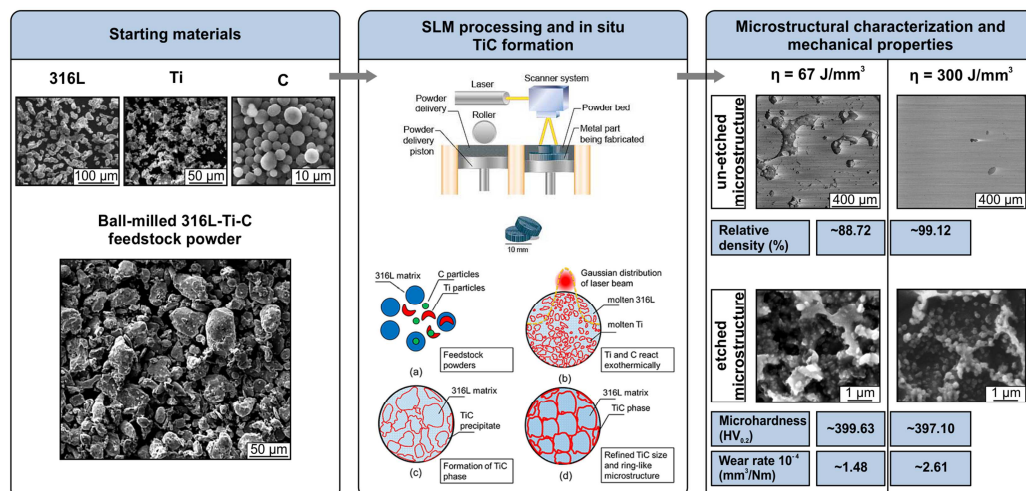 Starting materials
316L
Ti
C
100 µm
50 µm
10 µm
Ball-milled 316L-Ti-C
feedstock powder
50 µm
SLM processing and in situ
TiC formation
Laser
Scanner system
Powder
delivery
Roller
Powder bed
Powder
delivery
piston
Metal part
being fabricated
10 mm
316L matrix
C particles
Ti particles
Feedstock
powders
(a)
Gaussian distribution
of laser beam
molten 316L
molten Ti
Ti and C react
exothermically
(b)
316L matrix
TiC
precipitate
Formation of TiC
phase
(c)
316L matrix
TiC phase
Refined TiC size
and ring-like
microstructure
(d)
Microstructural characterization and
mechanical properties
η = 67 J/mm³
η = 300 J/mm³
un-etched
microstructure
400 µm
400 µm
Relative
density (%)
~88.72
~99.12
etched
microstructure
1 µm
1 µm
Microhardness
(HV₀.₂)
~399.63
~397.10
Wear rate 10⁻⁴
(mm³/Nm)
~1.48
~2.61